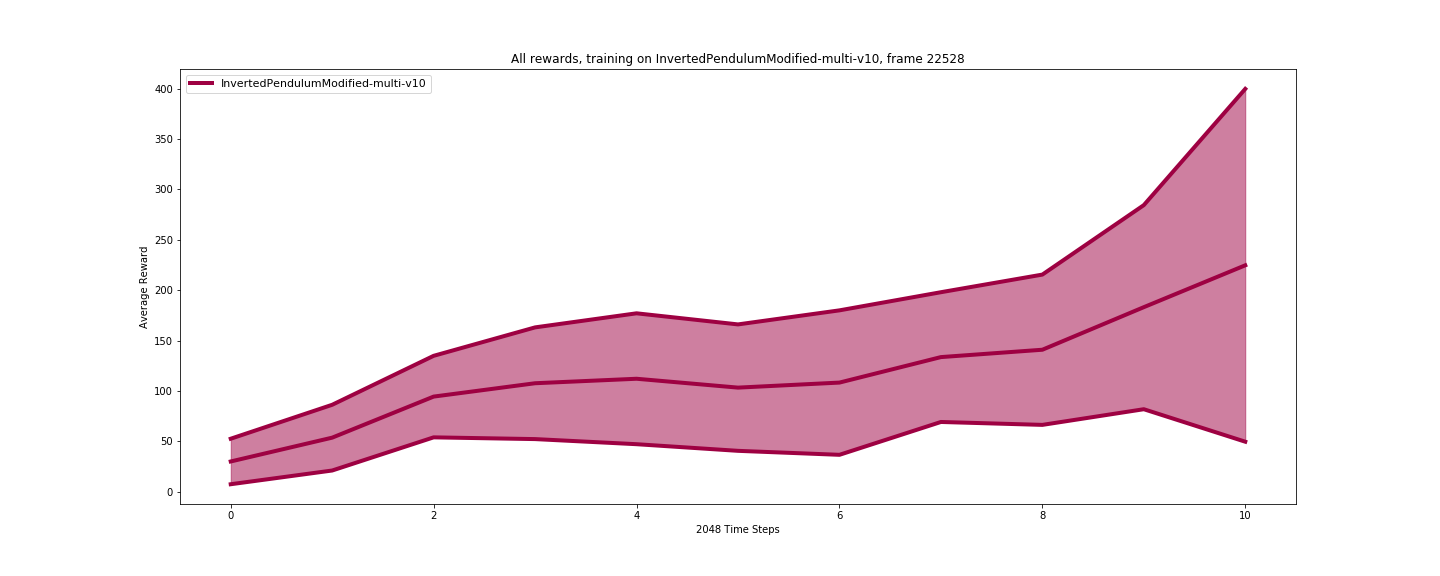 All rewards, training on InvertedPendulumModified-multi-v10, frame 22528
InvertedPendulumModified-multi-v10
400
350
300
250
200
150
100
50
0
Average Reward
0 2 4 6 8 10
2048 Time Steps